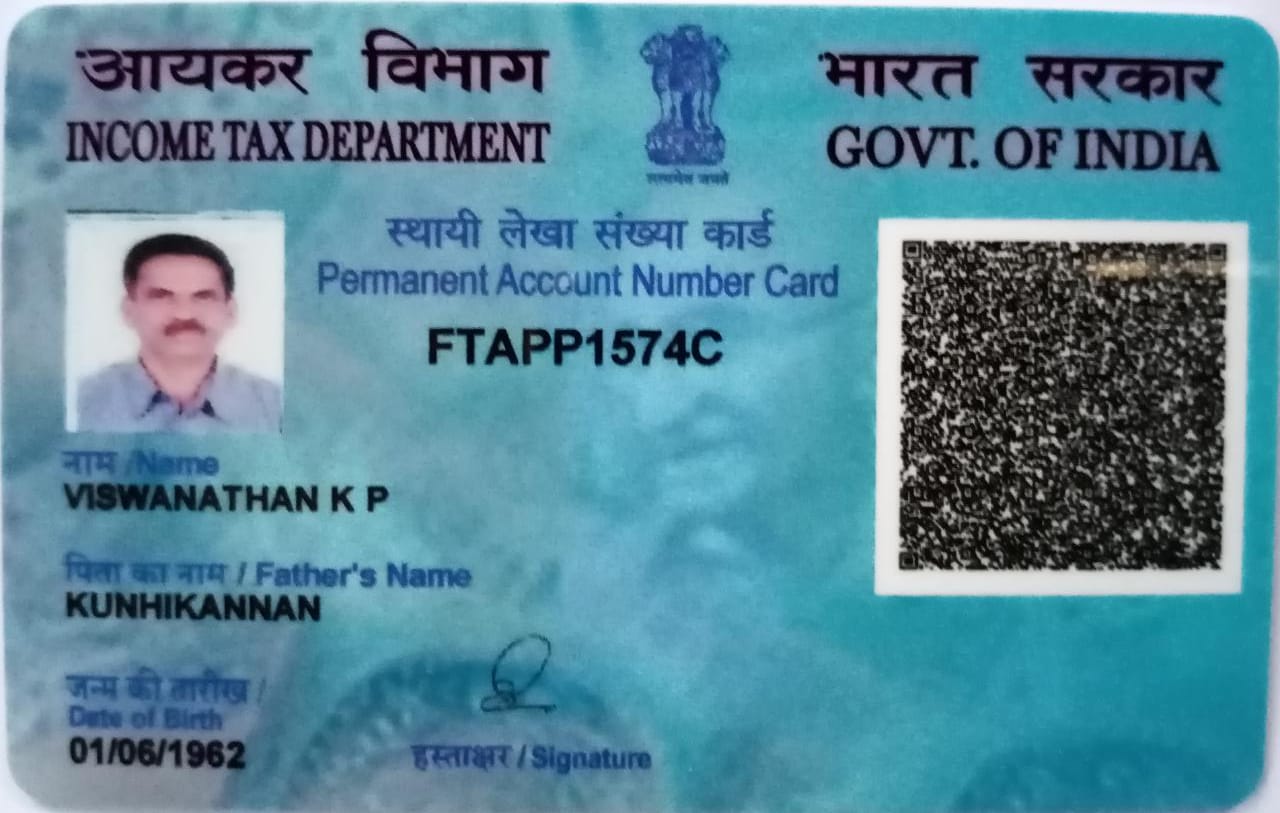 आयकर विभाग
INCOME TAX DEPARTMENT
सत्यमेव जयते
भारत सरकार
GOVT. OF INDIA
स्थायी लेखा संख्या कार्ड
Permanent Account Number Card
FTAPP1574C
नाम /Name
VISWANATHAN K P
पिता का नाम / Father's Name
KUNHIKANNAN
जन्म की तारीख /
Date of Birth
01/06/1962
हस्ताक्षर / Signature